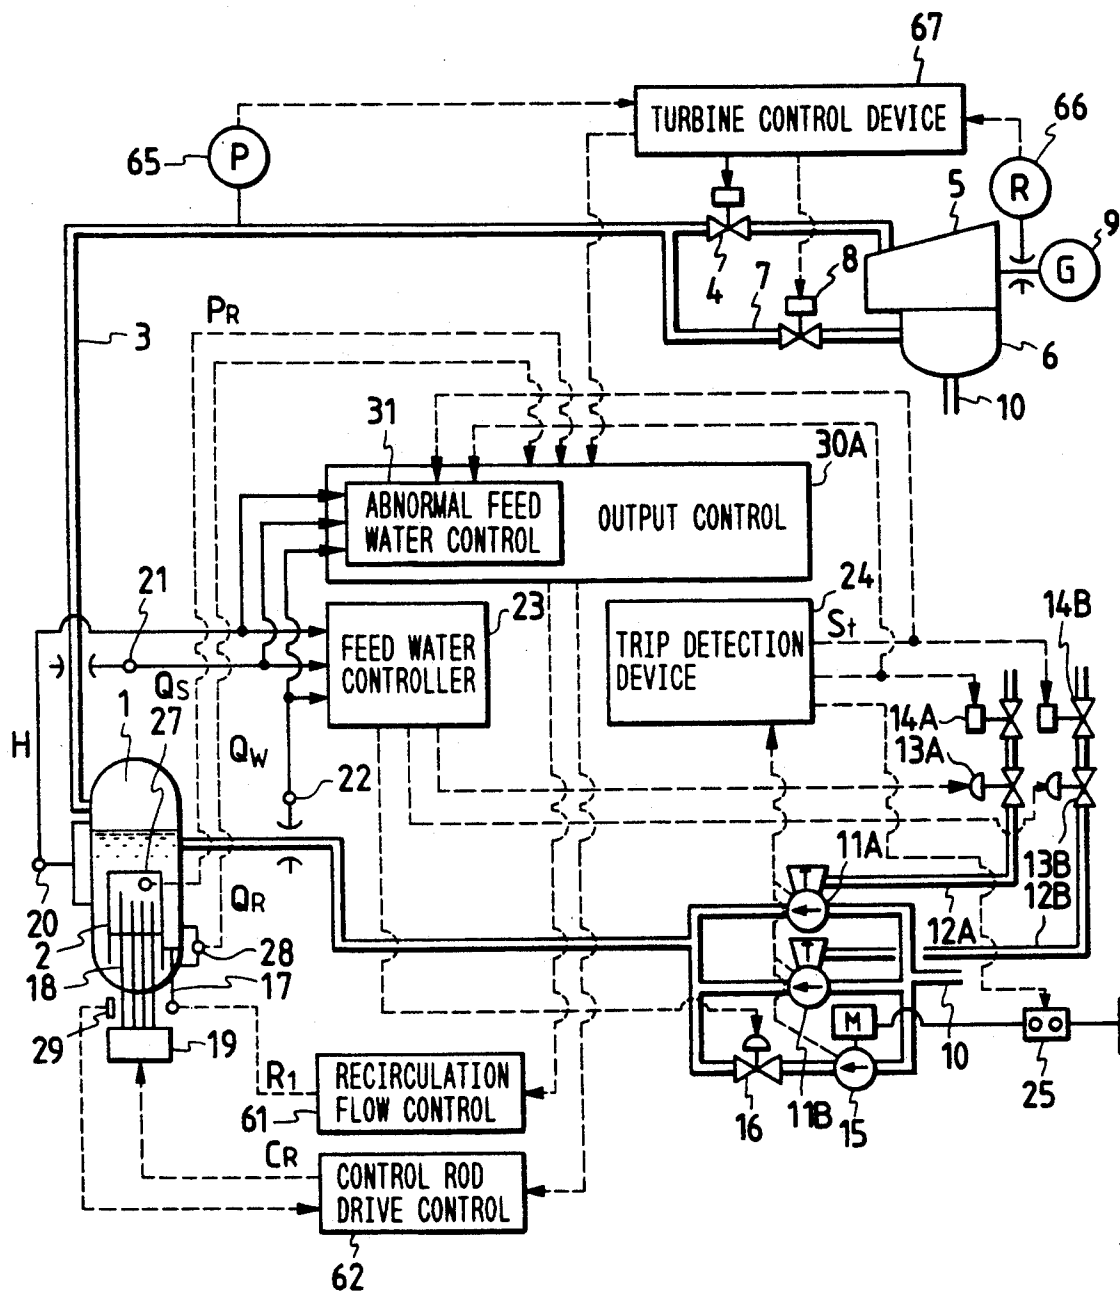 67
TURBINE CONTROL DEVICE
66
65
P
R
5
9
G
4
7
8
3
PR
6
10
31
30A
ABNORMAL FEED
WATER CONTROL
OUTPUT CONTROL
21
23
24
14B
FEED WATER
CONTROLLER
TRIP DETECTION
DEVICE
St
QS
1
27
14A
13A
H
QW
22
11A
13B
12B
20
QR
12A
2
28
18
17
10
M
29
19
10
25
R1
RECIRCULATION
FLOW CONTROL
61
16
11B
15
CR
CONTROL ROD
DRIVE CONTROL
62